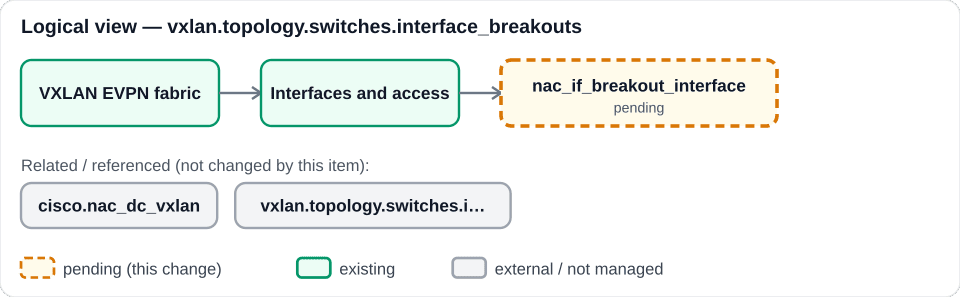 Logical view — vxlan.topology.switches.interface_breakouts
VXLAN EVPN fabric
Interfaces and access
nac_if_breakout_interface
pending
Related / referenced (not changed by this item):
cisco.nac_dc_vxlan
vxlan.topology.switches.i…
pending (this change)
existing
external / not managed